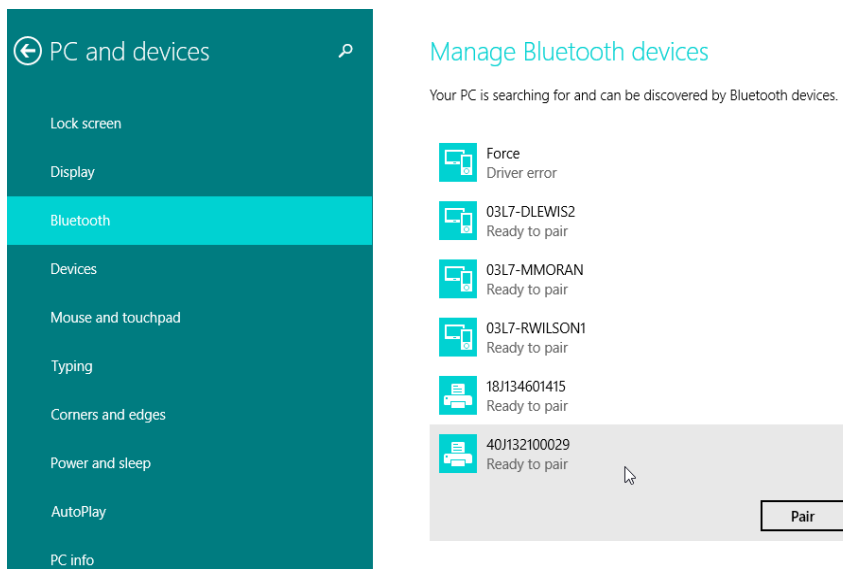 PC and devices
Lock screen
Display
Bluetooth
Devices
Mouse and touchpad
Typing
Corners and edges
Power and sleep
AutoPlay
PC info
Manage Bluetooth devices
Your PC is searching for and can be discovered by Bluetooth devices.
Force
Driver error
03L7-DLEWIS2
Ready to pair
03L7-MMORAN
Ready to pair
03L7-RWILSON1
Ready to pair
18J134601415
Ready to pair
40J132100029
Ready to pair
Pair